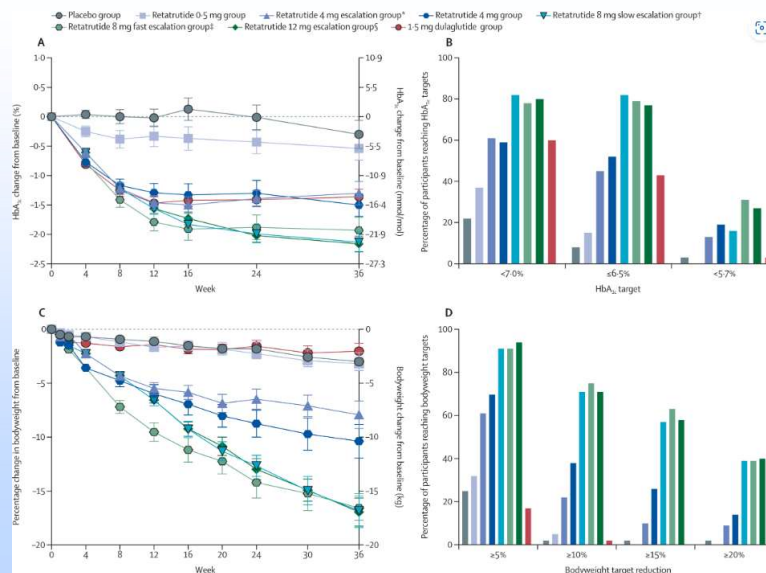 Placebo group Retatrutide 0·5 mg group Retatrutide 4 mg escalation group* Retatrutide 4 mg group Retatrutide 8 mg slow escalation group†
Retatrutide 8 mg fast escalation group‡ Retatrutide 12 mg escalation group§ 1·5 mg dulaglutide group
A
1·0
0·5
0
-0·5
-1·0
-1·5
-2·0
-2·5
HbA1c change from baseline (%)
10·9
5·5
0
-5·5
-10·9
-16·4
-21·9
-27·3
HbA1c change from baseline (mmol/mol)
0 4 8 12 16 24 36
Week
B
100
80
60
40
20
0
Percentage of participants reaching HbA1c targets
<7·0% ≤6·5% <5·7%
HbA1c target
C
0
-5
-10
-15
-20
Percentage change in bodyweight from baseline
0
-5
-10
-15
-20
Bodyweight change from baseline (kg)
0 4 8 12 16 20 24 30 36
Week
D
100
80
60
40
20
0
Percentage of participants reaching bodyweight targets
≥5% ≥10% ≥15% ≥20%
Bodyweight target reduction